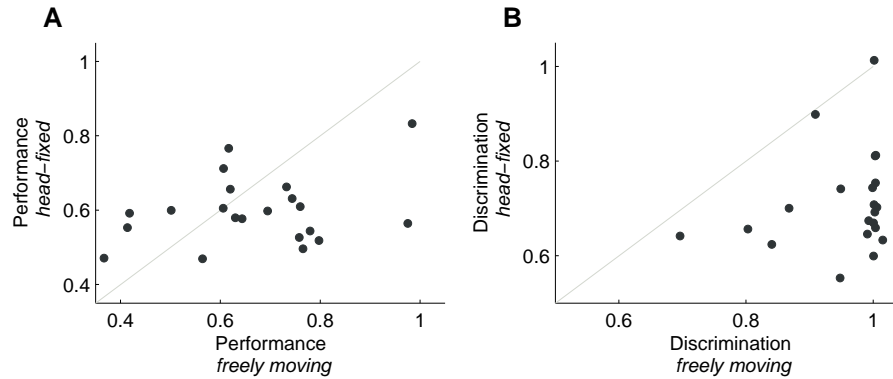 A
1
0.8
0.6
0.4
0.4 0.6 0.8 1
Performance
head−fixed
Performance
freely moving
B
1
0.8
0.6
0.6 0.8 1
Discrimination
head−fixed
Discrimination
freely moving